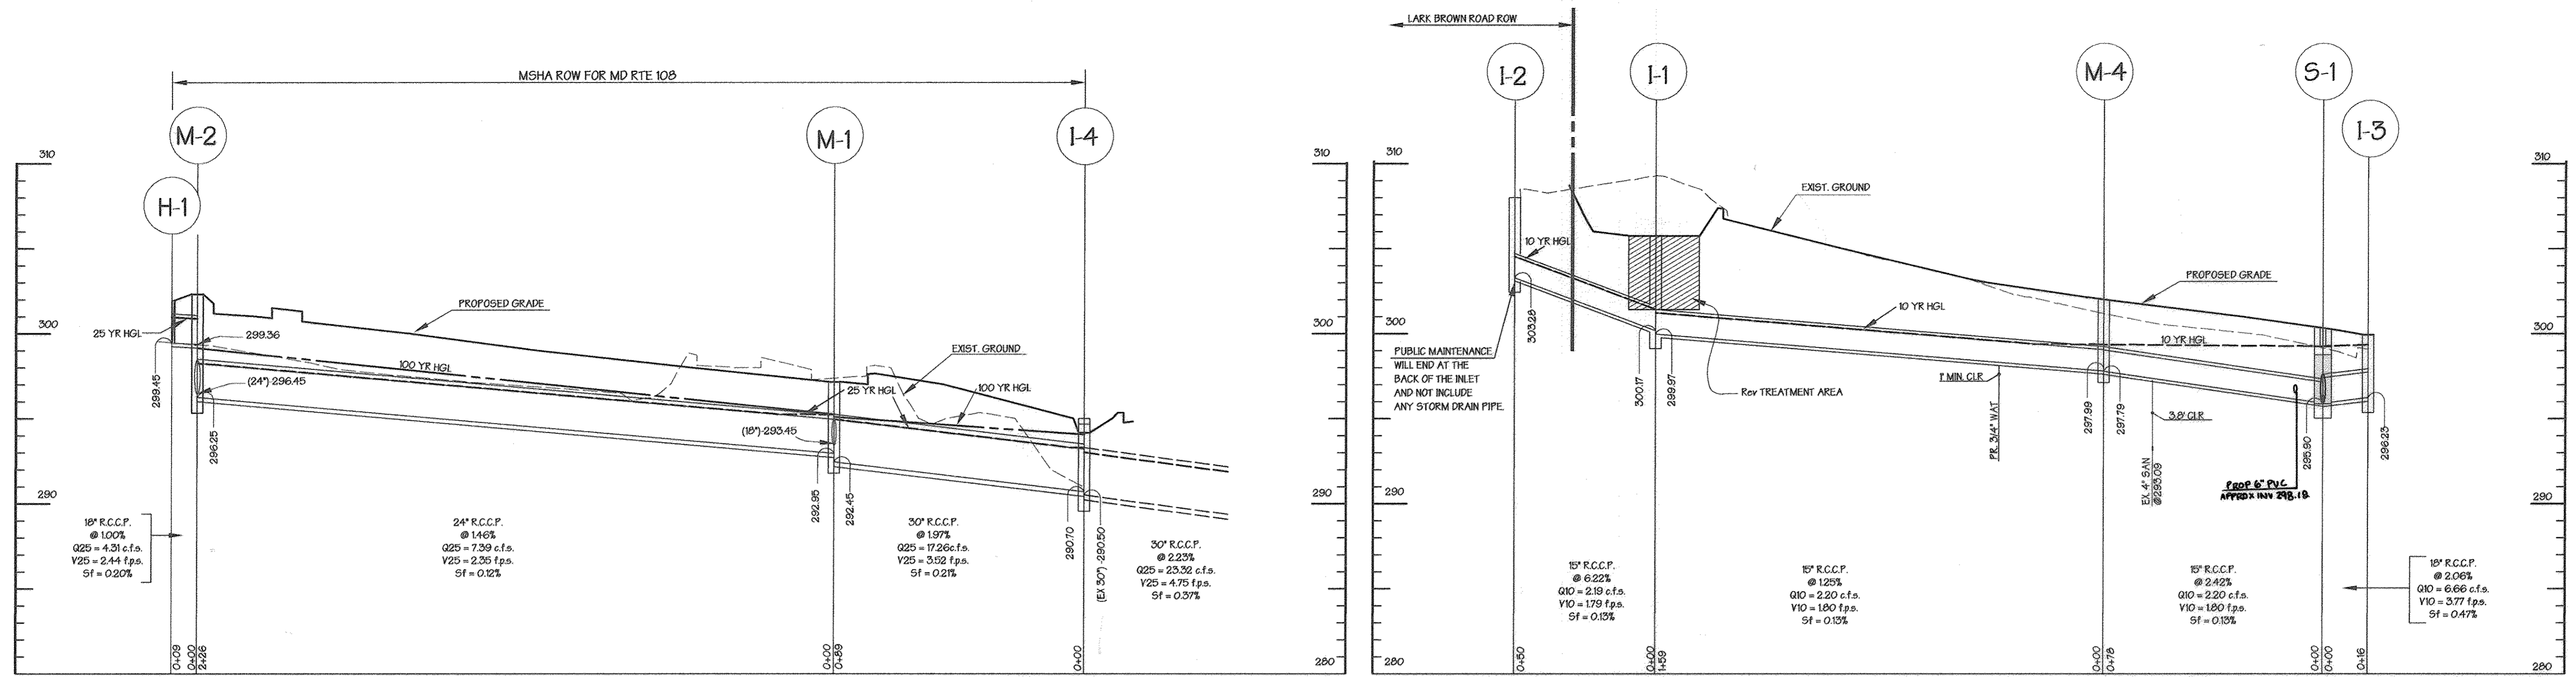 MSHA ROW FOR MD RTE 108
M-2
M-1
I-4
H-1
310
300
290
280
PROPOSED GRADE
25 YR HGL
299.36
100 YR HGL
EXIST. GROUND
(24")-296.45
25 YR HGL
100 YR HGL
299.45
296.25
(18")-293.45
292.95
292.45
290.70
(EX 30")-290.50
18" R.C.C.P.
@ 1.00%
Q25 = 4.31 c.f.s.
V25 = 2.44 f.p.s.
Sf = 0.20%
24" R.C.C.P.
@ 1.46%
Q25 = 7.39 c.f.s.
V25 = 2.35 f.p.s.
Sf = 0.12%
30" R.C.C.P.
@ 1.97%
Q25 = 17.26c.f.s.
V25 = 3.52 f.p.s.
Sf = 0.21%
30" R.C.C.P.
@ 2.23%
Q25 = 23.32 c.f.s.
V25 = 4.75 f.p.s.
Sf = 0.37%
0+09
0+00
2+26
0+00
0+89
0+00
310
300
290
280
LARK BROWN ROAD ROW
I-2
I-1
M-4
S-1
I-3
310
300
290
280
EXIST. GROUND
10 YR HGL
PROPOSED GRADE
10 YR HGL
10 YR HGL
303.28
PUBLIC MAINTENANCE
WILL END AT THE
BACK OF THE INLET
AND NOT INCLUDE
ANY STORM DRAIN PIPE.
300.17
299.97
Rev TREATMENT AREA
1' MIN. CLR
PR. 3/4" WAT
297.99
297.79
3.8' CLR
EX. 4" SAN
@293.09
PROP 6" PVC
APPROX INV 298.18
295.90
296.23
15" R.C.C.P.
@ 6.22%
Q10 = 2.19 c.f.s.
V10 = 1.79 f.p.s.
Sf = 0.13%
15" R.C.C.P.
@ 1.25%
Q10 = 2.20 c.f.s.
V10 = 1.80 f.p.s.
Sf = 0.13%
15" R.C.C.P.
@ 2.42%
Q10 = 2.20 c.f.s.
V10 = 1.80 f.p.s.
Sf = 0.13%
18" R.C.C.P.
@ 2.06%
Q10 = 6.66 c.f.s.
V10 = 3.77 f.p.s.
Sf = 0.47%
0+50
0+00
1+59
0+00
0+78
0+00
0+00
0+16
310
300
290
280